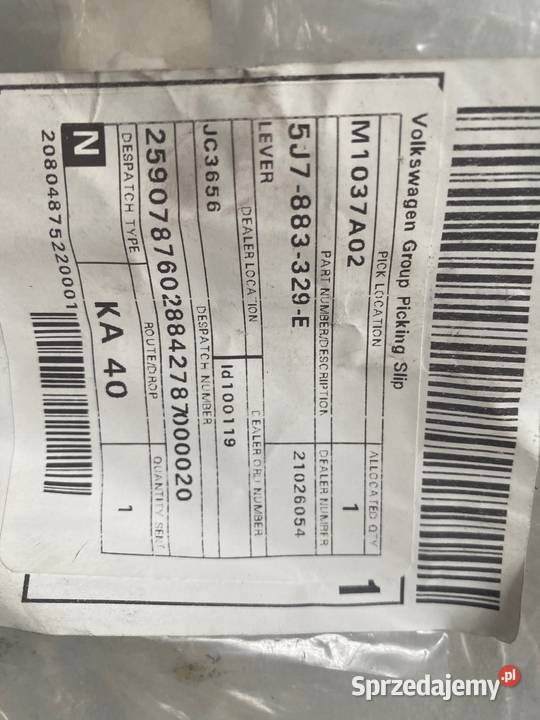 Volkswagen Group Picking Slip
1
PICK LOCATION
ALLOCATED QTY
M1037A02
1
PART NUMBER/DESCRIPTION
DEALER NUMBER
5J7-883-329-E
21026054
LEVER
DEALER LOCATION
DEALER ORD NUMBER
JC3656
ld100119
DESPATCH NUMBER
25907876028842787000020
DESPATCH TYPE
ROUTE/DROP
QUANTITY SENT
N
KA 40
1
20804875220001
Sprzedajemy.pl